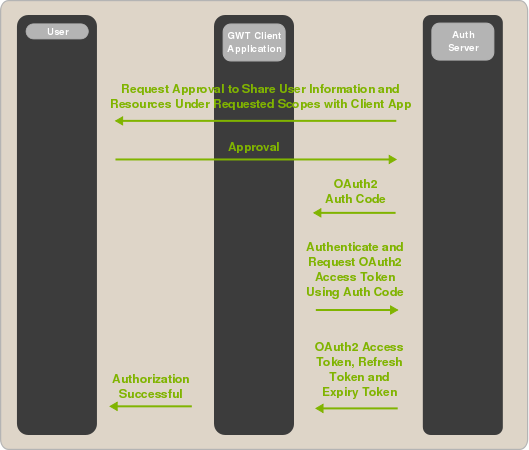 User
GWT Client
Application
Auth
Server
Request Approval to Share User Information and
Resources Under Requested Scopes with Client App
Approval
OAuth2
Auth Code
Authenticate and
Request OAuth2
Access Token
Using Auth Code
OAuth2 Access
Token, Refresh
Token and
Expiry Token
Authorization
Successful